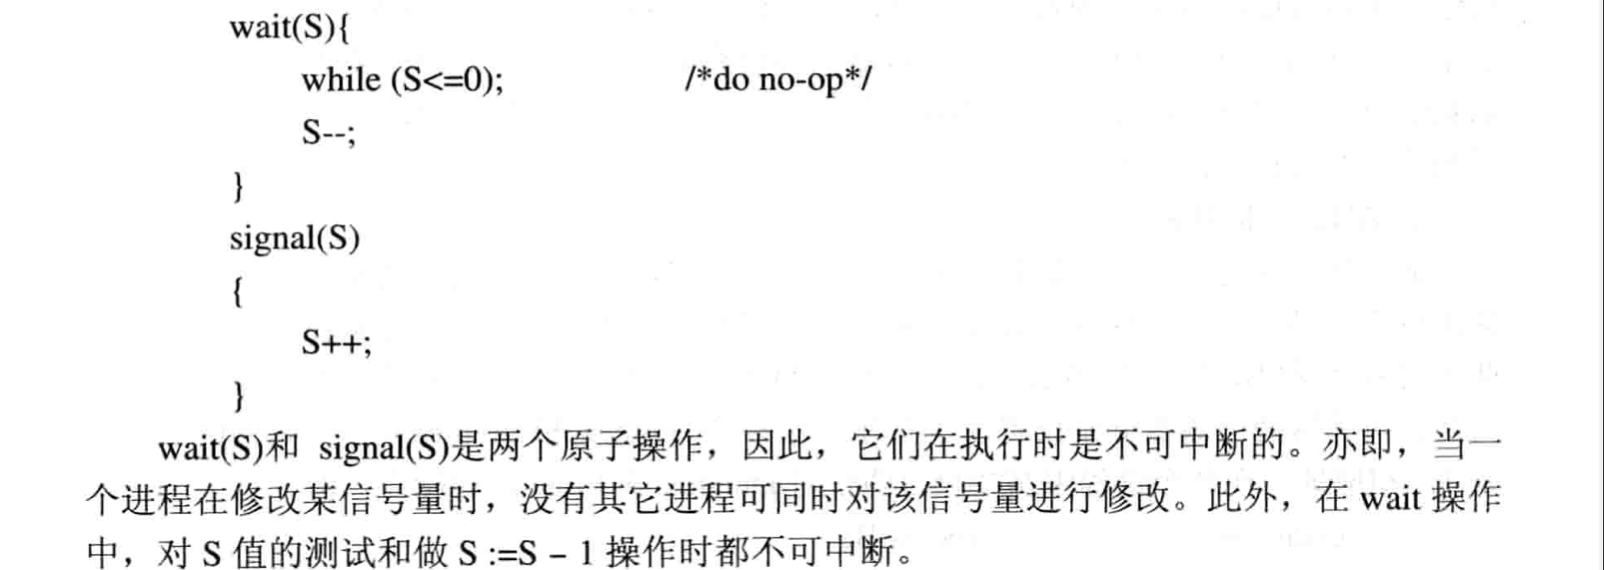 wait(S){
while (S<=0); /*do no-op*/
S--;
}
signal(S)
{
S++;
}
wait(S)和 signal(S)是两个原子操作，因此，它们在执行时是不可中断的。亦即，当一
个进程在修改某信号量时，没有其它进程可同时对该信号量进行修改。此外，在 wait 操作
中，对 S 值的测试和做 S :=S − 1 操作时都不可中断。